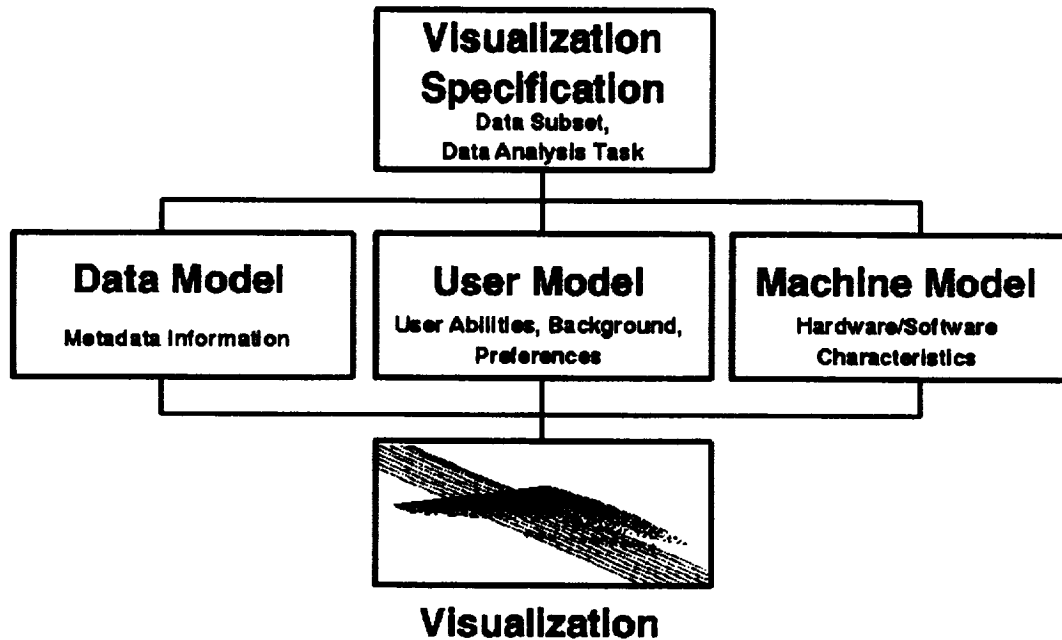 Visualization
Specification
Data Subset,
Data Analysis Task
Data Model
Metadata Information
User Model
User Abilities, Background,
Preferences
Machine Model
Hardware/Software
Characteristics
Visualization